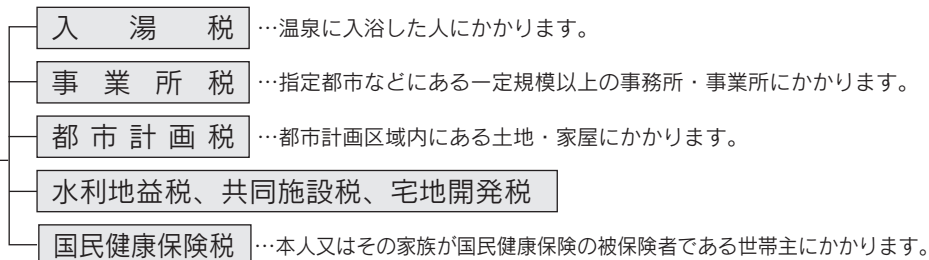 入湯税 …温泉に入浴した人にかかります。
事業所税 …指定都市などにある一定規模以上の事務所・事業所にかかります。
都市計画税 …都市計画区域内にある土地・家屋にかかります。
水利地益税、共同施設税、宅地開発税
国民健康保険税 …本人又はその家族が国民健康保険の被保険者である世帯主にかかります。